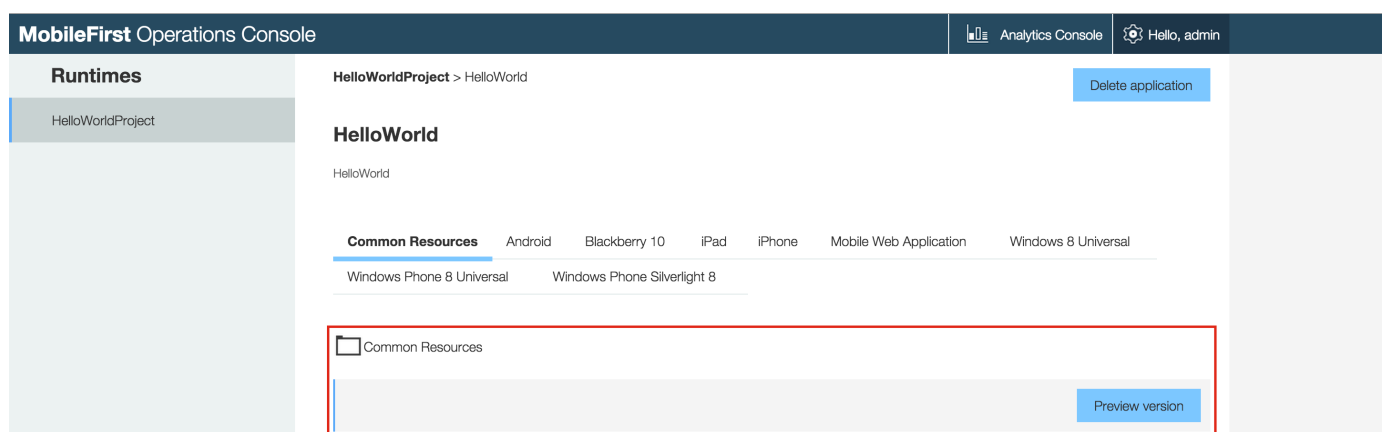 MobileFirst Operations Console
Analytics Console
Hello, admin
Runtimes
HelloWorldProject
HelloWorldProject > HelloWorld
Delete application
HelloWorld
HelloWorld
Common Resources Android Blackberry 10 iPad iPhone Mobile Web Application Windows 8 Universal
Windows Phone 8 Universal Windows Phone Silverlight 8
Common Resources
Preview version